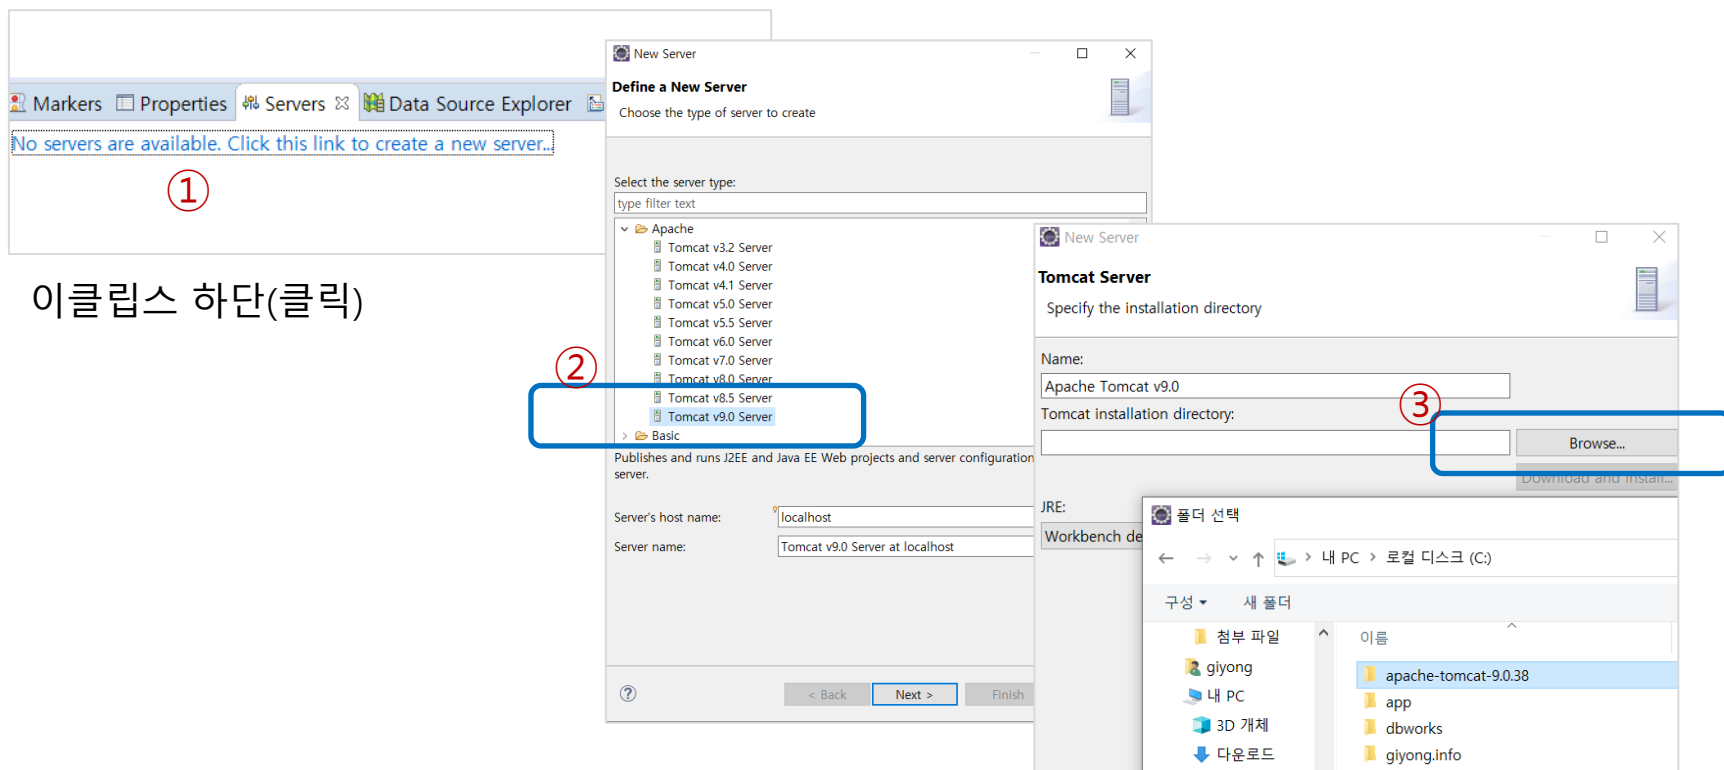 Markers Properties Servers Data Source Explorer
No servers are available. Click this link to create a new server...
①
이클립스 하단(클릭)
New Server
Define a New Server
Choose the type of server to create
Select the server type:
type filter text
Apache
Tomcat v3.2 Server
Tomcat v4.0 Server
Tomcat v4.1 Server
Tomcat v5.0 Server
Tomcat v5.5 Server
Tomcat v6.0 Server
Tomcat v7.0 Server
②
Tomcat v8.0 Server
Tomcat v8.5 Server
Tomcat v9.0 Server
Basic
Publishes and runs J2EE and Java EE Web projects and server configuration
server.
Server's host name: localhost
Server name: Tomcat v9.0 Server at localhost
< Back Next > Finish
New Server
Tomcat Server
Specify the installation directory
Name:
Apache Tomcat v9.0
③
Tomcat installation directory:
Browse...
Download and Install...
JRE:
Workbench de
폴더 선택
내 PC > 로컬 디스크 (C:)
구성 새 폴더
첨부 파일
giyong
내 PC
3D 개체
다운로드
이름
apache-tomcat-9.0.38
app
dbworks
giyong.info